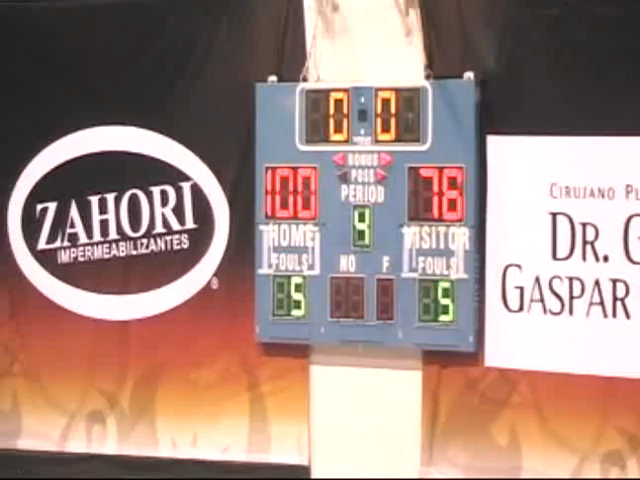 0 0
BONUS
POSS
100 PERIOD 78
4
HOME VISITOR
FOULS NO F FOULS
5 5
ZAHORI
IMPERMEABILIZANTES
®
CIRUJANO
DR.
GASPAR